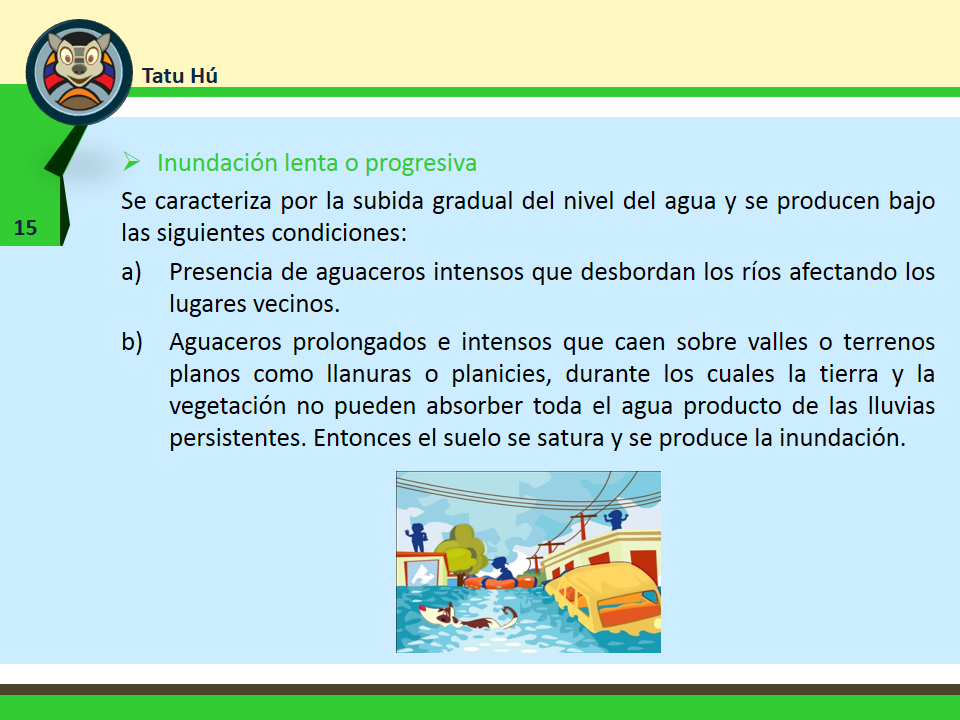 Tatu Hú
➢ Inundación lenta o progresiva
Se caracteriza por la subida gradual del nivel del agua y se producen bajo
las siguientes condiciones:
15
a) Presencia de aguaceros intensos que desbordan los ríos afectando los
lugares vecinos.
b) Aguaceros prolongados e intensos que caen sobre valles o terrenos
planos como llanuras o planicies, durante los cuales la tierra y la
vegetación no pueden absorber toda el agua producto de las lluvias
persistentes. Entonces el suelo se satura y se produce la inundación.